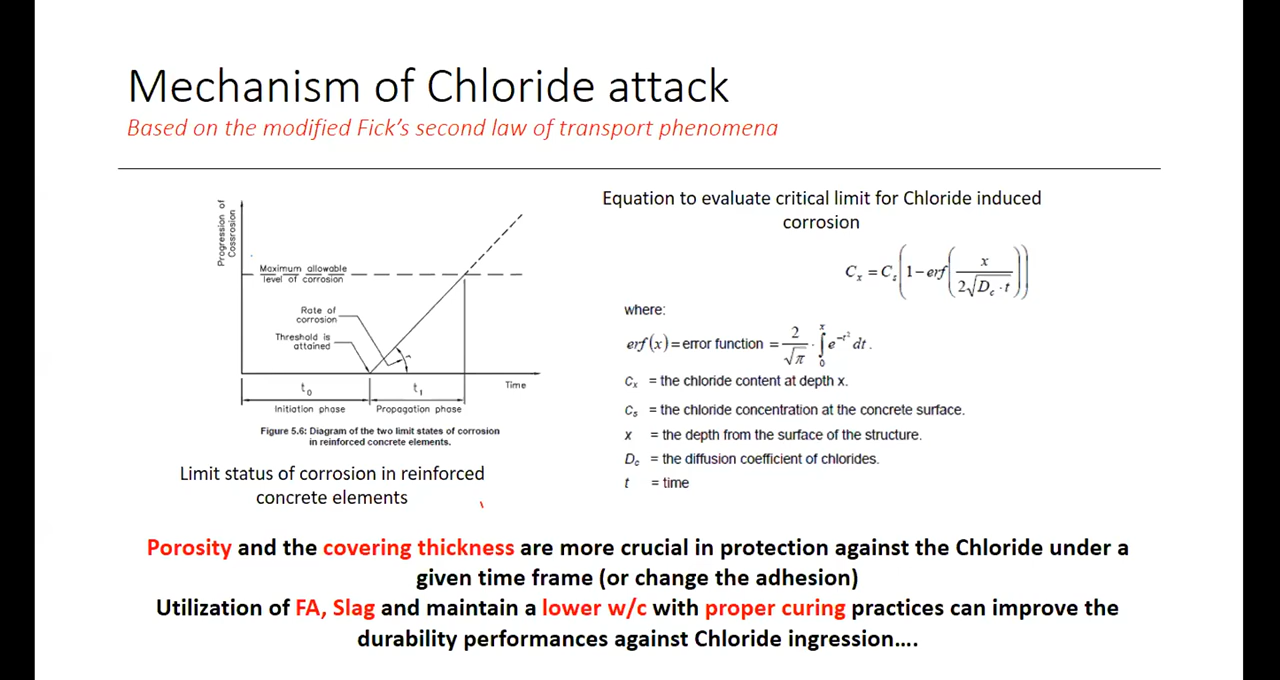 Mechanism of Chloride attack
Based on the modified Fick's second law of transport phenomena
Progression of
Cossrosion
Maximum allowable
level of corrosion
Rate of
corrosion
Threshold is
attained
t₀
t₁
Time
Initiation phase
Propagation phase
Figure 5.6: Diagram of the two limit states of corrosion
in reinforced concrete elements.
Limit status of corrosion in reinforced
concrete elements
Equation to evaluate critical limit for Chloride induced
corrosion
Cₓ = Cₛ(1 − erf(x / 2√D_c · t))
where:
erf(x) = error function = 2/√π · ∫₀ˣ e^(−t²) dt.
Cₓ = the chloride content at depth x.
Cₛ = the chloride concentration at the concrete surface.
x = the depth from the surface of the structure.
D_c = the diffusion coefficient of chlorides.
t = time
Porosity and the covering thickness are more crucial in protection against the Chloride under a
given time frame (or change the adhesion)
Utilization of FA, Slag and maintain a lower w/c with proper curing practices can improve the
durability performances against Chloride ingression....